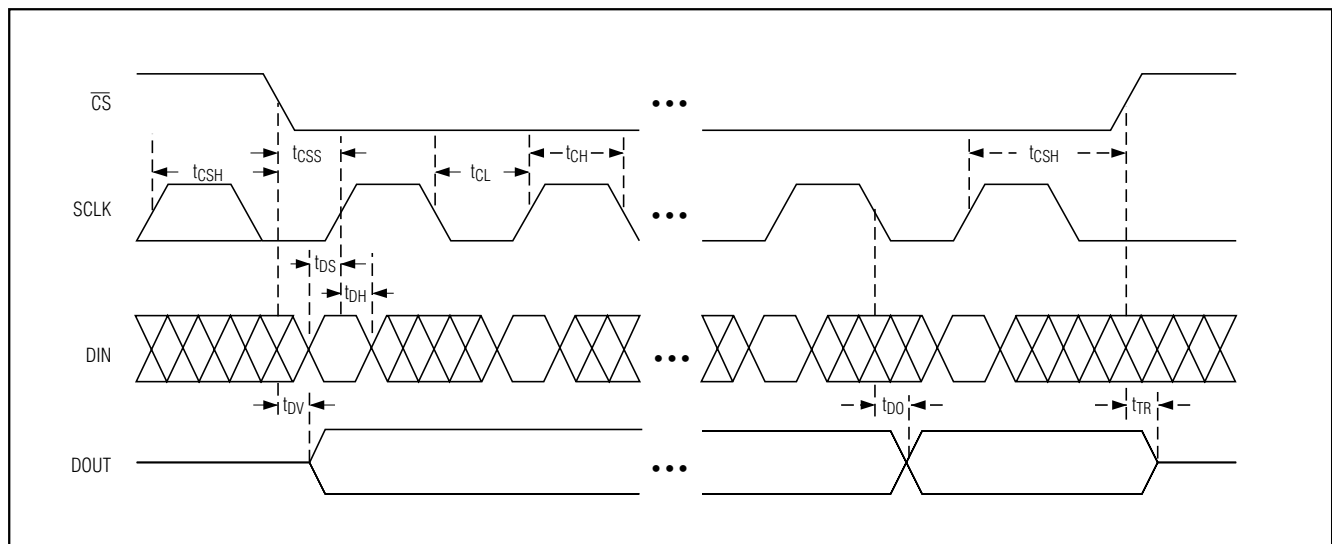 CS
tCSS
tCSH
tCL
tCH
tCSH
SCLK
•••
tDS
tDH
DIN
•••
tDV
tDO
tTR
DOUT
•••